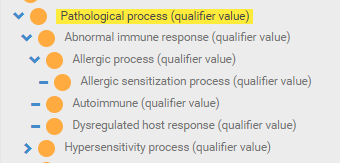 Pathological process (qualifier value)
Abnormal immune response (qualifier value)
Allergic process (qualifier value)
Allergic sensitization process (qualifier value)
Autoimmune (qualifier value)
Dysregulated host response (qualifier value)
Hypersensitivity process (qualifier value)